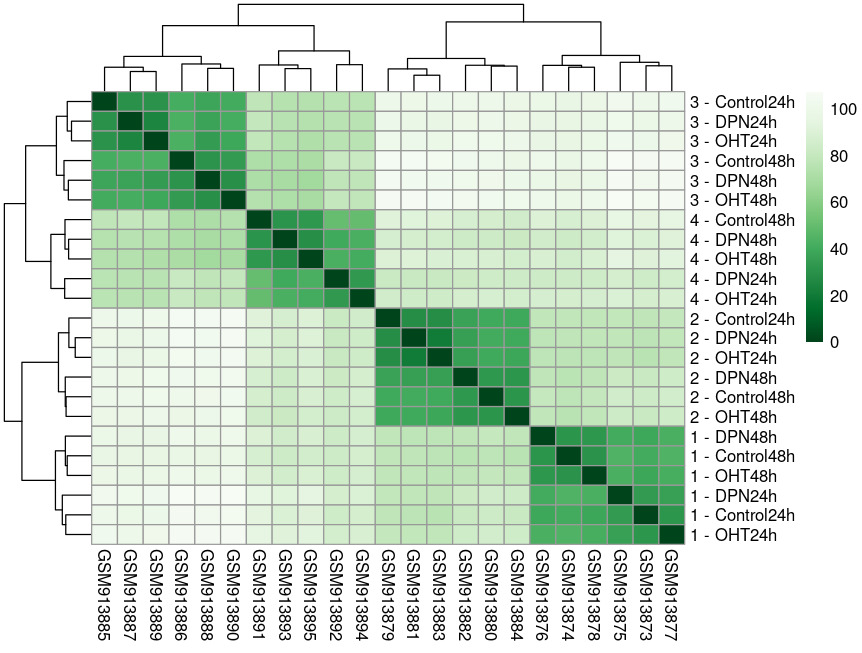 3 - Control24h
3 - DPN24h
3 - OHT24h
3 - Control48h
3 - DPN48h
3 - OHT48h
4 - Control48h
4 - DPN48h
4 - OHT48h
4 - DPN24h
4 - OHT24h
2 - Control24h
2 - DPN24h
2 - OHT24h
2 - DPN48h
2 - Control48h
2 - OHT48h
1 - DPN48h
1 - Control48h
1 - OHT48h
1 - DPN24h
1 - Control24h
1 - OHT24h
100
80
60
40
20
0
GSM913885
GSM913887
GSM913889
GSM913886
GSM913888
GSM913890
GSM913891
GSM913893
GSM913895
GSM913892
GSM913894
GSM913879
GSM913881
GSM913883
GSM913882
GSM913880
GSM913884
GSM913876
GSM913874
GSM913878
GSM913875
GSM913873
GSM913877